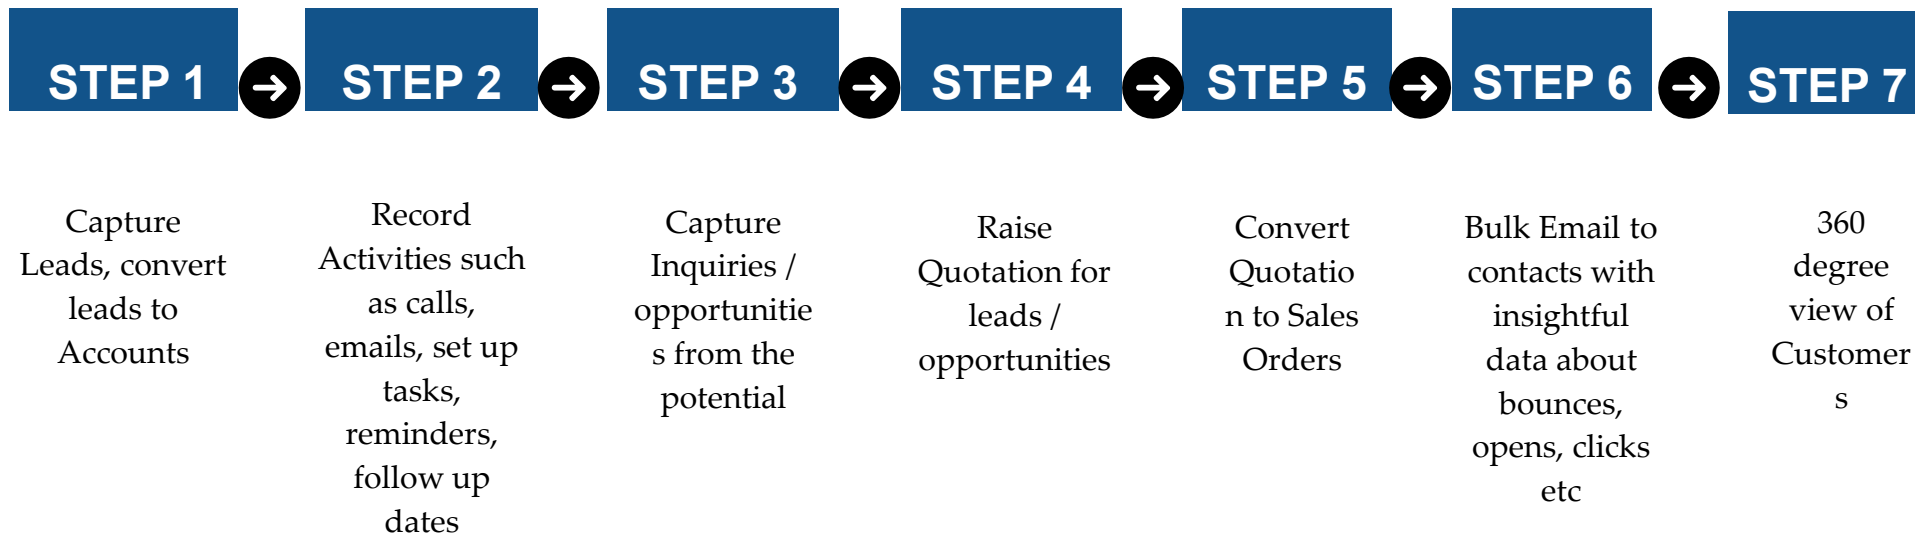 STEP 1
STEP 2
STEP 3
STEP 4
STEP 5
STEP 6
STEP 7
Capture
Leads, convert
leads to
Accounts
Record
Activities such
as calls,
emails, set up
tasks,
reminders,
follow up
dates
Capture
Inquiries /
opportunitie
s from the
potential
Raise
Quotation for
leads /
opportunities
Convert
Quotatio
n to Sales
Orders
Bulk Email to
contacts with
insightful
data about
bounces,
opens, clicks
etc
360
degree
view of
Customer
s